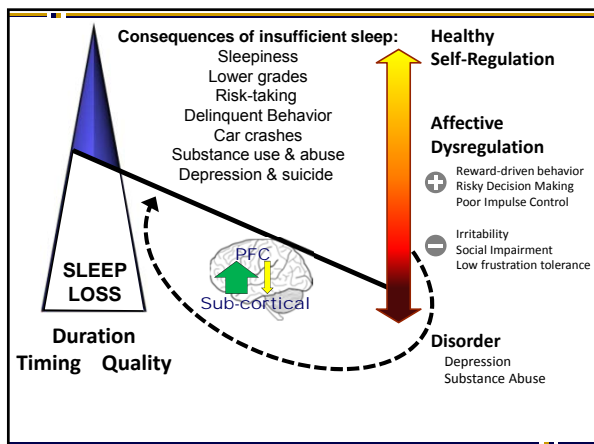 Consequences of insufficient sleep:
Sleepiness
Lower grades
Risk-taking
Delinquent Behavior
Car crashes
Substance use & abuse
Depression & suicide
Healthy
Self-Regulation
Affective
Dysregulation
Reward-driven behavior
Risky Decision Making
Poor Impulse Control
Irritability
Social Impairment
Low frustration tolerance
PFC
Sub-cortical
SLEEP
LOSS
Duration
Timing Quality
Disorder
Depression
Substance Abuse